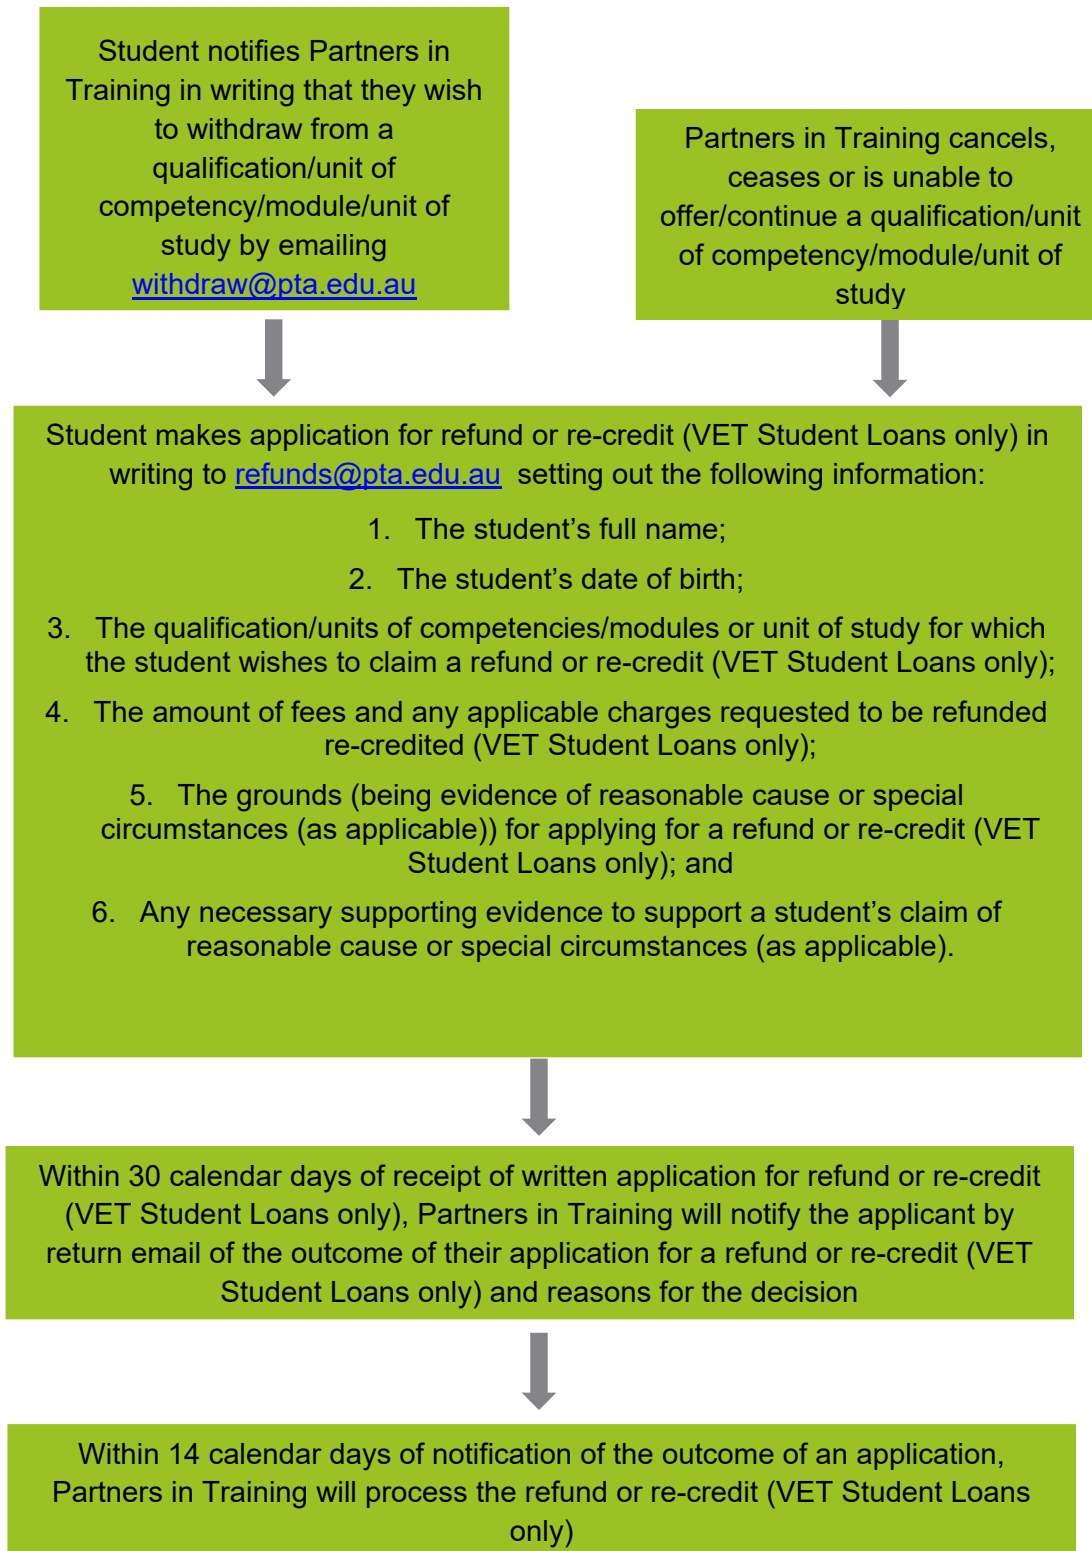 Student notifies Partners in
Training in writing that they wish
to withdraw from a
qualification/unit of
competency/module/unit of
study by emailing
withdraw@pta.edu.au
Partners in Training cancels,
ceases or is unable to
offer/continue a qualification/unit
of competency/module/unit of
study
Student makes application for refund or re-credit (VET Student Loans only) in
writing to refunds@pta.edu.au setting out the following information:
1. The student’s full name;
2. The student’s date of birth;
3. The qualification/units of competencies/modules or unit of study for which
the student wishes to claim a refund or re-credit (VET Student Loans only);
4. The amount of fees and any applicable charges requested to be refunded
re-credited (VET Student Loans only);
5. The grounds (being evidence of reasonable cause or special
circumstances (as applicable)) for applying for a refund or re-credit (VET
Student Loans only); and
6. Any necessary supporting evidence to support a student’s claim of
reasonable cause or special circumstances (as applicable).
Within 30 calendar days of receipt of written application for refund or re-credit
(VET Student Loans only), Partners in Training will notify the applicant by
return email of the outcome of their application for a refund or re-credit (VET
Student Loans only) and reasons for the decision
Within 14 calendar days of notification of the outcome of an application,
Partners in Training will process the refund or re-credit (VET Student Loans
only)